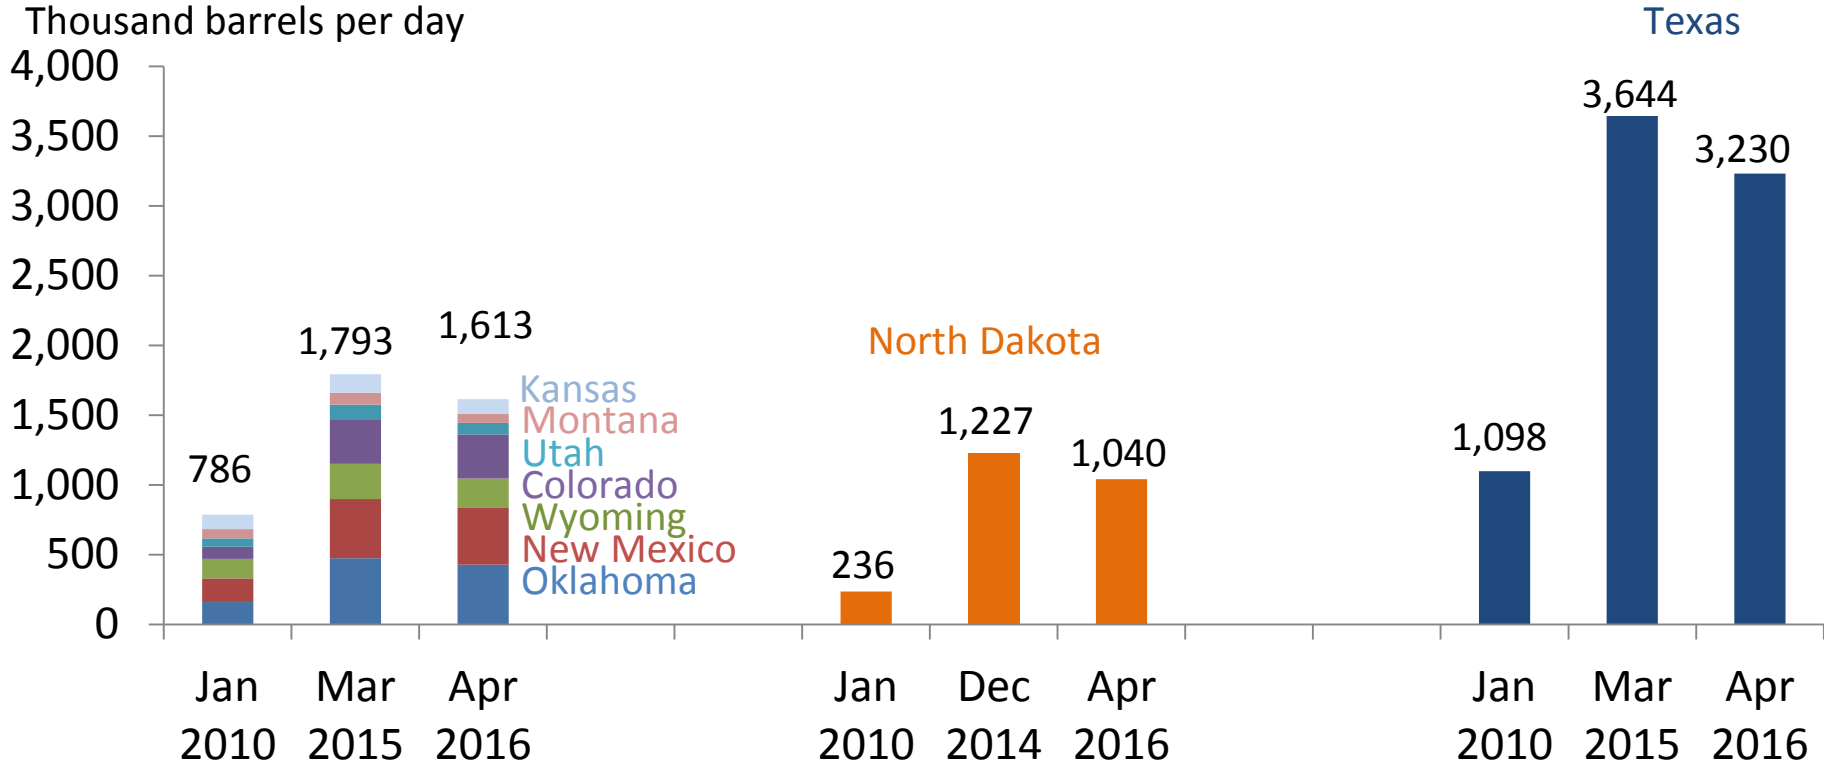 Thousand barrels per day
Texas
4,000
3,500
3,000
2,500
2,000
1,500
1,000
500
0
786
1,793
1,613
Kansas
Montana
Utah
Colorado
Wyoming
New Mexico
Oklahoma
North Dakota
236
1,227
1,040
1,098
3,644
3,230
Jan Mar Apr Jan Dec Apr Jan Mar Apr
2010 2015 2016 2010 2014 2016 2010 2015 2016